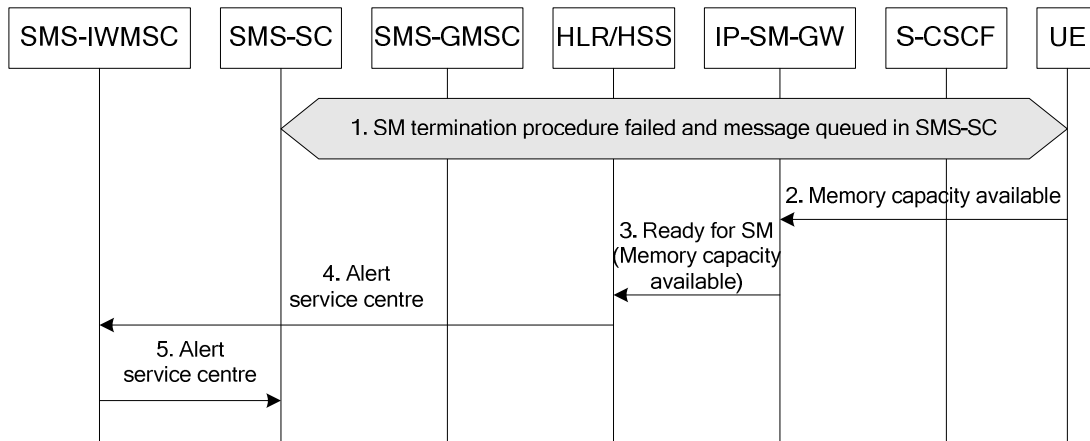 SMS-IWMSC
SMS-SC
SMS-GMSC
HLR/HSS
IP-SM-GW
S-CSCF
UE
1. SM termination procedure failed and message queued in SMS-SC
2. Memory capacity available
3. Ready for SM
(Memory capacity
available)
4. Alert
service centre
5. Alert
service centre